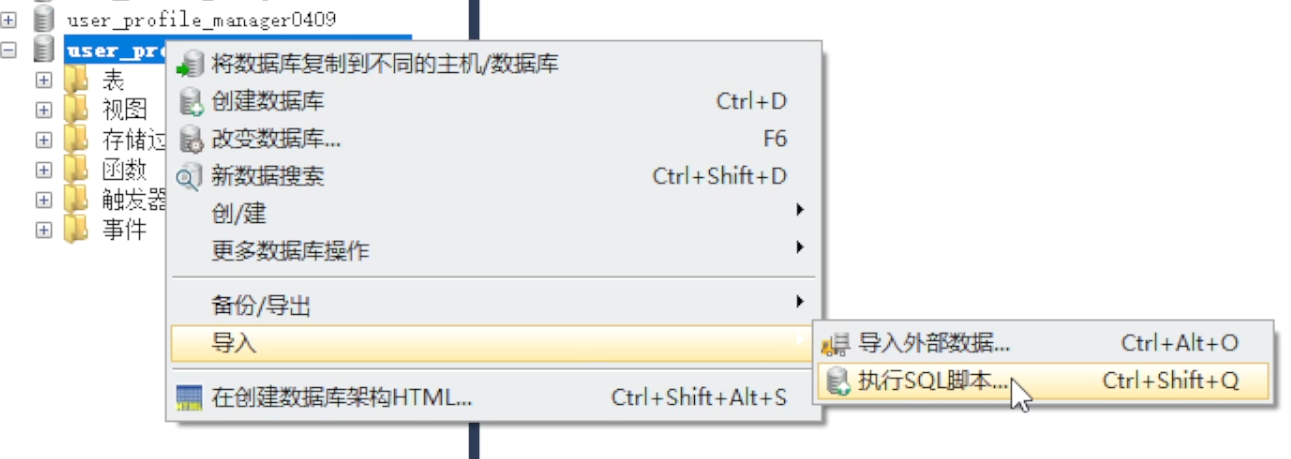 user_profile_manager0409
user_pro
表
视图
存储过
函数
触发器
事件
将数据库复制到不同的主机/数据库
创建数据库 Ctrl+D
改变数据库... F6
新数据搜索 Ctrl+Shift+D
创/建
更多数据库操作
备份/导出
导入
导入外部数据... Ctrl+Alt+O
执行SQL脚本... Ctrl+Shift+Q
在创建数据库架构HTML... Ctrl+Shift+Alt+S